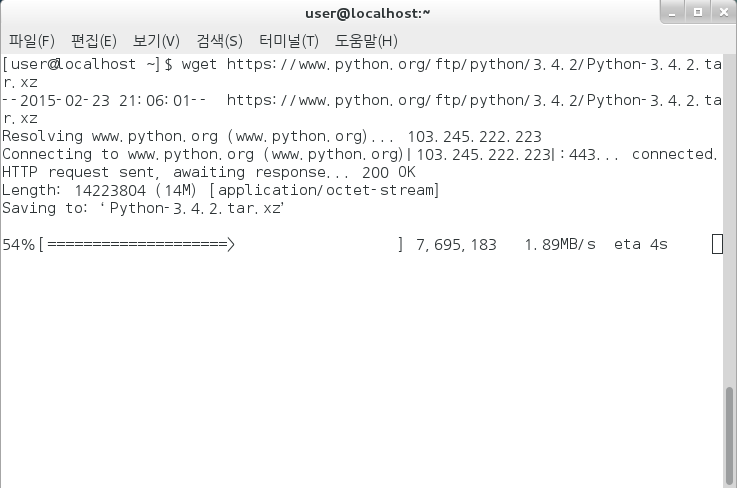 user@localhost:~
파일(F) 편집(E) 보기(V) 검색(S) 터미널(T) 도움말(H)
[user@localhost ~]$ wget https://www.python.org/ftp/python/3.4.2/Python-3.4.2.ta
r.xz
--2015-02-23 21:06:01--  https://www.python.org/ftp/python/3.4.2/Python-3.4.2.ta
r.xz
Resolving www.python.org (www.python.org)... 103.245.222.223
Connecting to www.python.org (www.python.org)|103.245.222.223|:443... connected.
HTTP request sent, awaiting response... 200 OK
Length: 14223804 (14M) [application/octet-stream]
Saving to: ‘Python-3.4.2.tar.xz’
54%[====================>                  ] 7,695,183   1.89MB/s  eta 4s